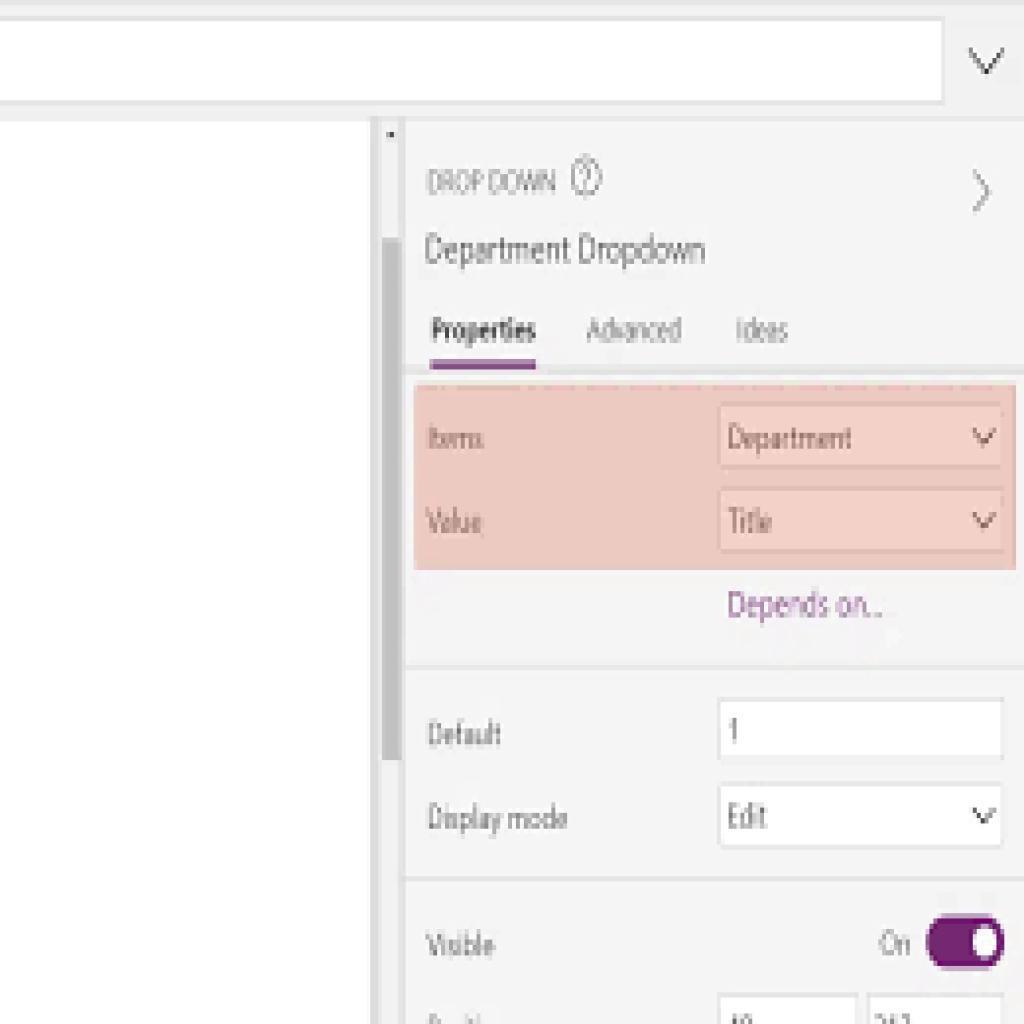 DROP DOWN
Department Dropdown
Properties Advanced Ideas
Items Department
Value Title
Depends on...
Default 1
Display mode Edit
Visible On